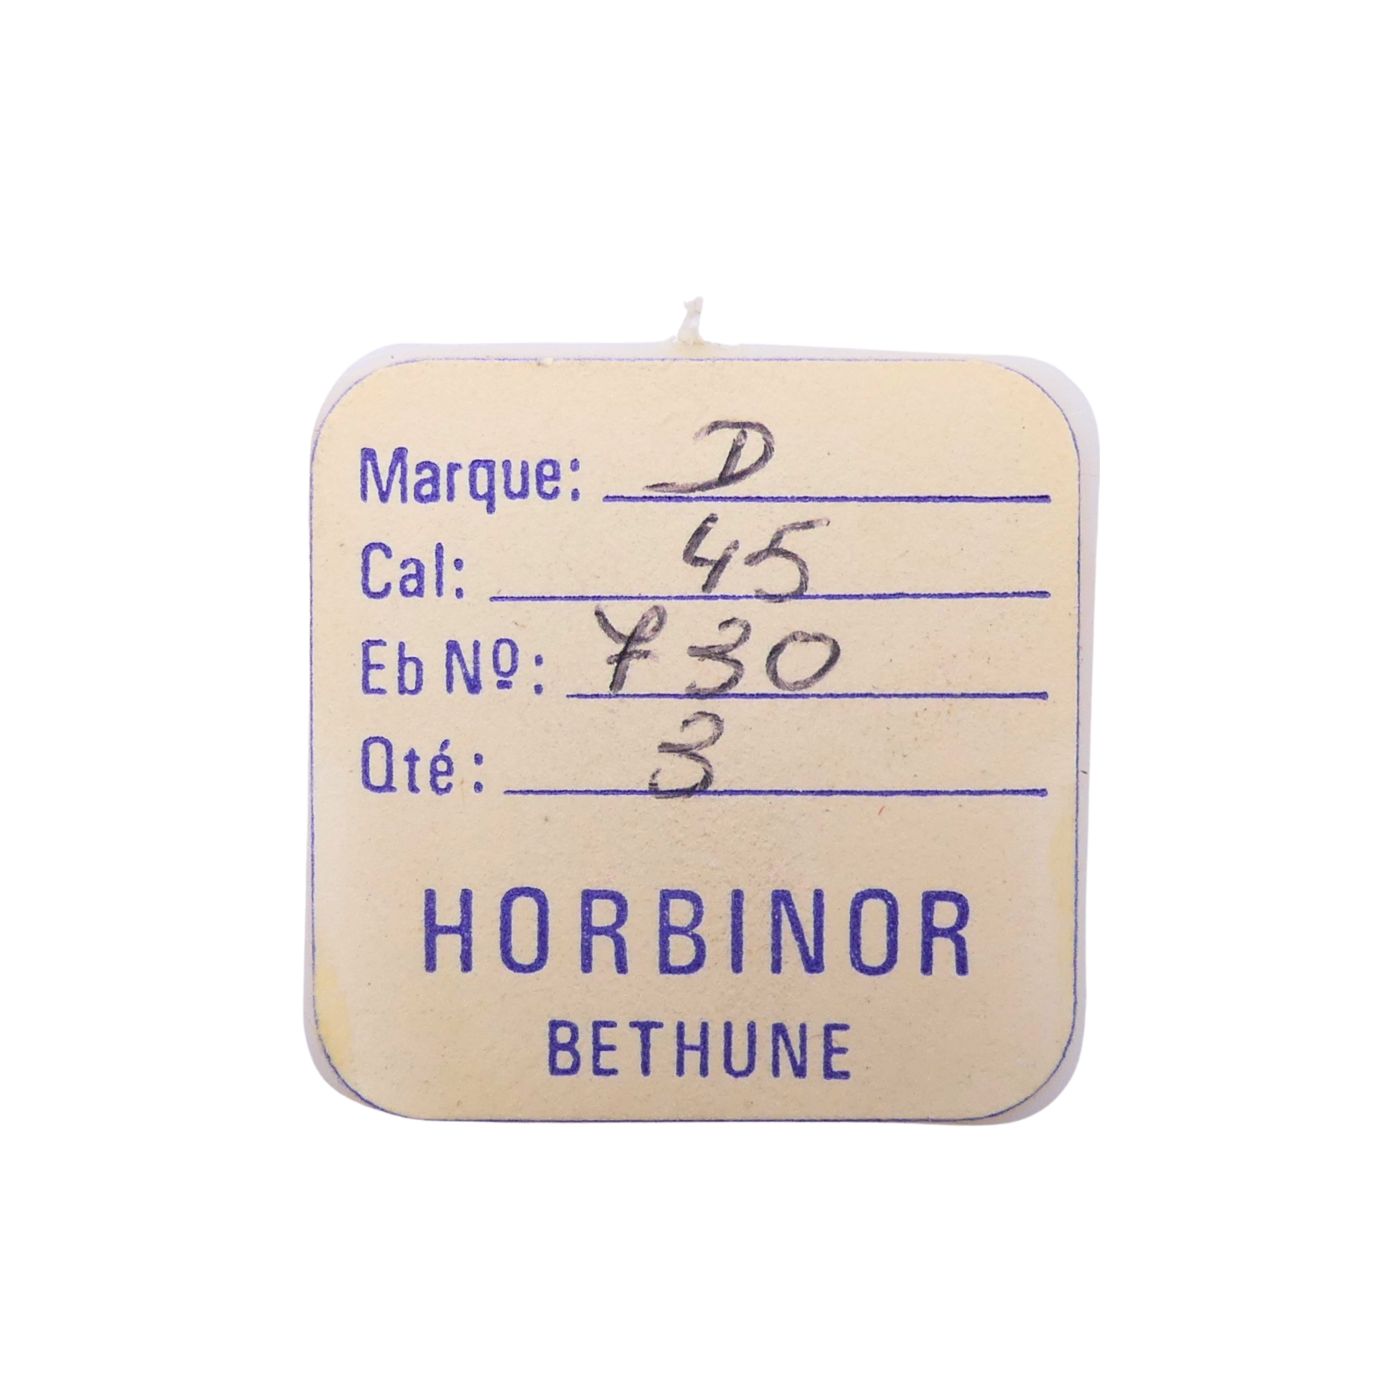 Marque: D
Cal: 45
Eb Nº: 730
Qté: 3
HORBINOR
BETHUNE